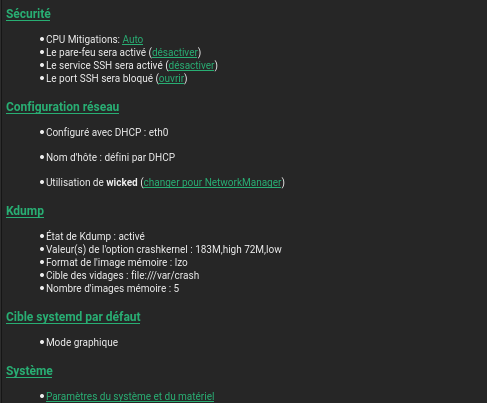 Sécurité
• CPU Mitigations: Auto
• Le pare-feu sera activé (désactiver)
• Le service SSH sera activé (désactiver)
• Le port SSH sera bloqué (ouvrir)
Configuration réseau
• Configuré avec DHCP : eth0
• Nom d'hôte : défini par DHCP
• Utilisation de wicked (changer pour NetworkManager)
Kdump
• État de Kdump : activé
• Valeur(s) de l'option crashkernel : 183M,high 72M,low
• Format de l'image mémoire : lzo
• Cible des vidages : file:///var/crash
• Nombre d'images mémoire : 5
Cible systemd par défaut
• Mode graphique
Système
• Paramètres du système et du matériel